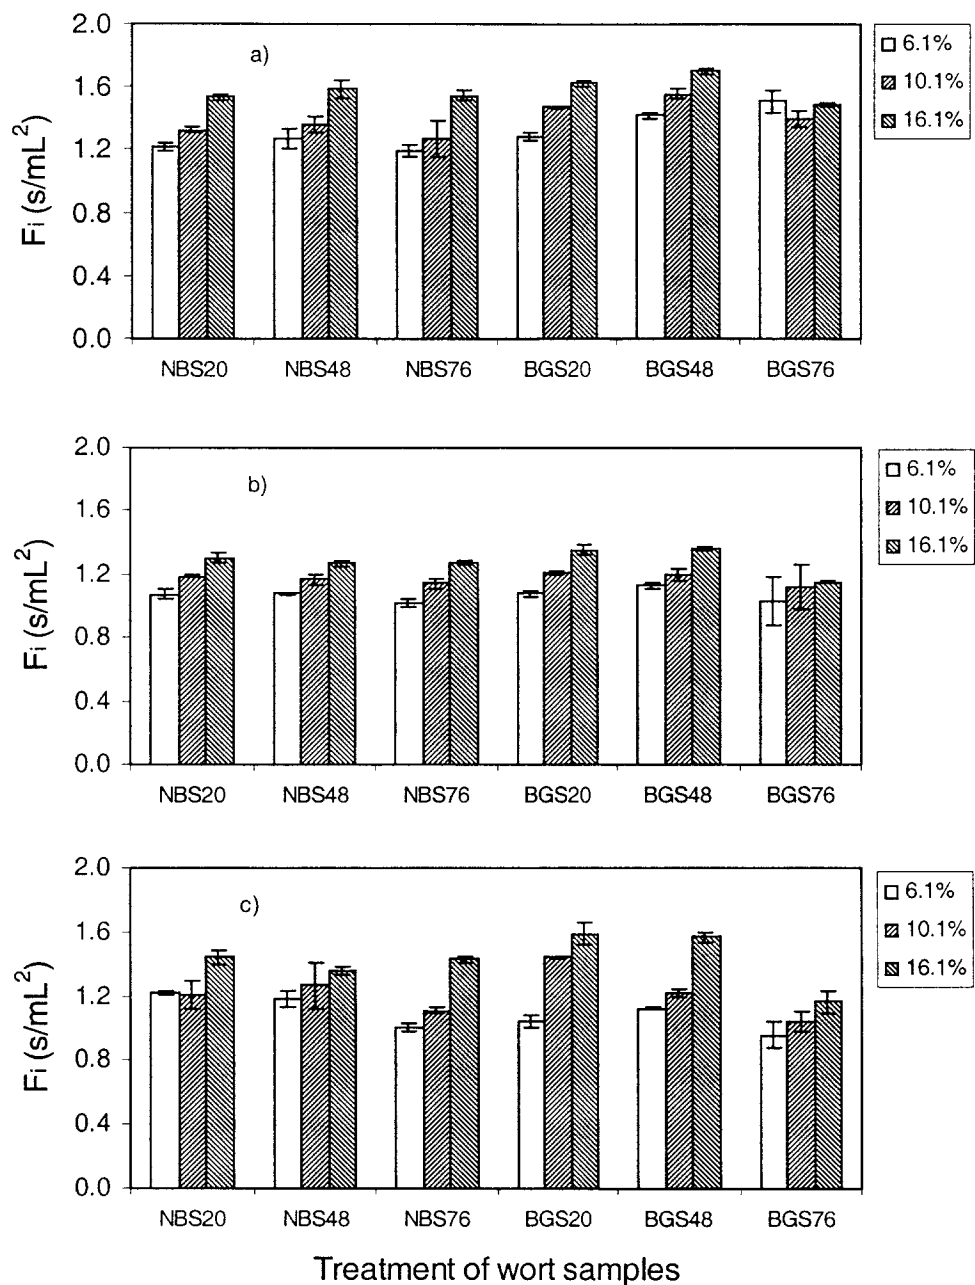 a)
2.0
1.6
1.2
0.8
0.4
0.0
Fi (s/mL2)
NBS20 NBS48 NBS76 BGS20 BGS48 BGS76
6.1%
10.1%
16.1%
b)
2.0
1.6
1.2
0.8
0.4
0.0
Fi (s/mL2)
NBS20 NBS48 NBS76 BGS20 BGS48 BGS76
6.1%
10.1%
16.1%
c)
2.0
1.6
1.2
0.8
0.4
0.0
Fi (s/mL2)
NBS20 NBS48 NBS76 BGS20 BGS48 BGS76
6.1%
10.1%
16.1%
Treatment of wort samples